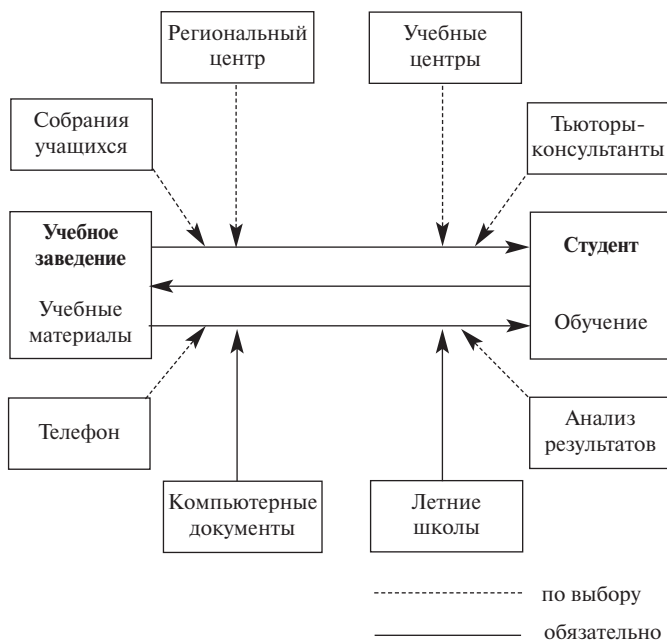 Региональный
центр
Учебные
центры
Собрания
учащихся
Тьюторы-
консультанты
Учебное
заведение
Учебные
материалы
Студент
Обучение
Телефон
Анализ
результатов
Компьютерные
документы
Летние
школы
по выбору
обязательно